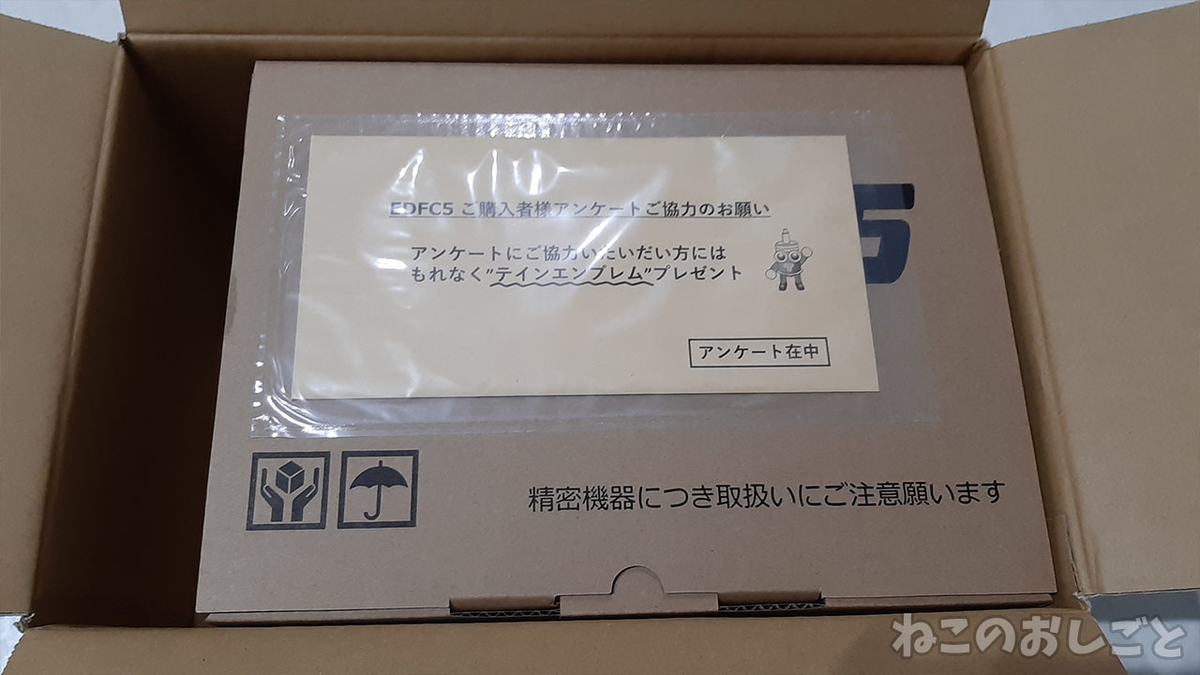 EDFC5 ご購入者様アンケートご協力のお願い
アンケートにご協力いたいだい方には
もれなく"テインエンブレム"プレゼント
アンケート在中
5
精密機器につき取扱いにご注意願います
ねこのおしごと